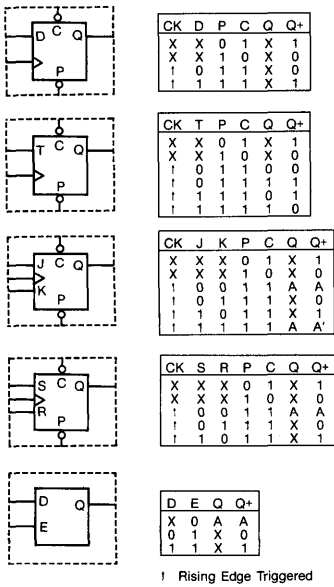 D C Q
P
CK D P C Q Q+
X X 0 1 X 1
X X 1 0 X 0
↑ 0 1 1 X 0
↑ 1 1 1 X 1
T C Q
P
CK T P C Q Q+
X X 0 1 X 1
X X 1 0 X 0
↑ 0 1 1 0 0
↑ 0 1 1 1 1
↑ 1 1 1 0 1
↑ 1 1 1 1 0
J C Q
K
P
CK J K P C Q Q+
X X X 0 1 X 1
X X X 1 0 X 0
↑ 0 0 1 1 A A
↑ 0 1 1 1 X 0
↑ 1 0 1 1 X 1
↑ 1 1 1 1 A A'
S C Q
R
P
CK S R P C Q Q+
X X X 0 1 X 1
X X X 1 0 X 0
↑ 0 0 1 1 A A
↑ 0 1 1 1 X 0
↑ 1 0 1 1 X 1
D Q
E
D E Q Q+
X 0 A A
0 1 X 0
1 1 X 1
↑ Rising Edge Triggered